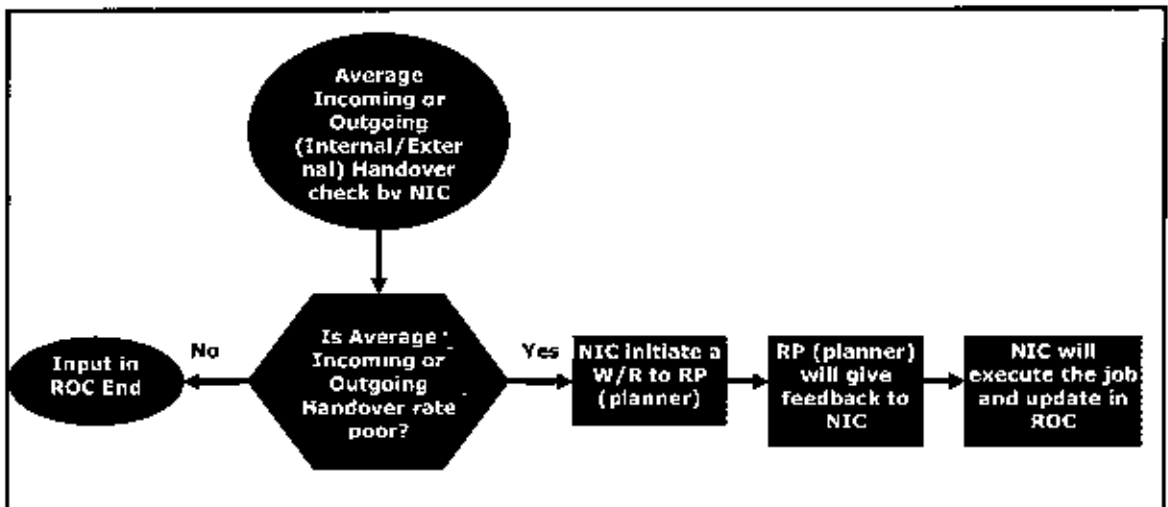 Average
Incoming or
Outgoing
(Internal/Exter
nal) Handover
check by NIC
Is Average
Incoming or
Outgoing
Handover rate
poor?
No
Input in
ROC End
Yes
NIC initiate a
W/R to RP
(planner)
RP (planner)
will give
feedback to
NIC
NIC will
execute the job
and update in
ROC